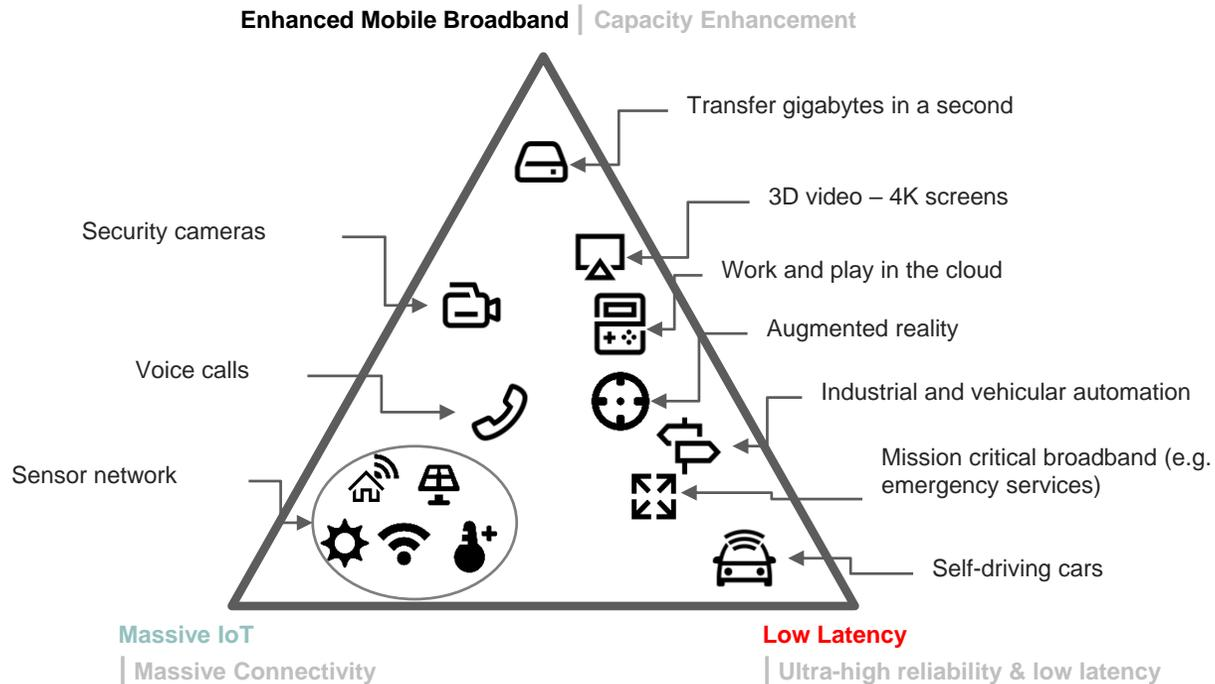 Enhanced Mobile Broadband | Capacity Enhancement
Transfer gigabytes in a second
3D video – 4K screens
Security cameras
Work and play in the cloud
Augmented reality
Voice calls
Industrial and vehicular automation
Mission critical broadband (e.g.
emergency services)
Sensor network
Self-driving cars
Massive IoT
| Massive Connectivity
Low Latency
| Ultra-high reliability & low latency